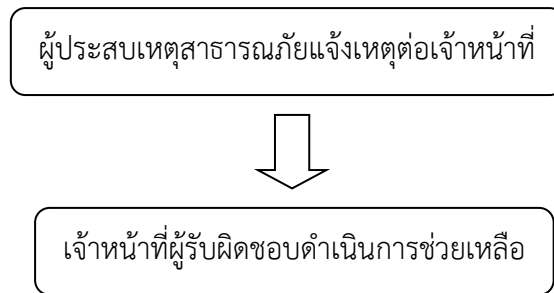 ผู้ประสบเหตุสาธารณภัยแจ้งเหตุต่อเจ้าหน้าที่
เจ้าหน้าที่ผู้รับผิดชอบดำเนินการช่วยเหลือ